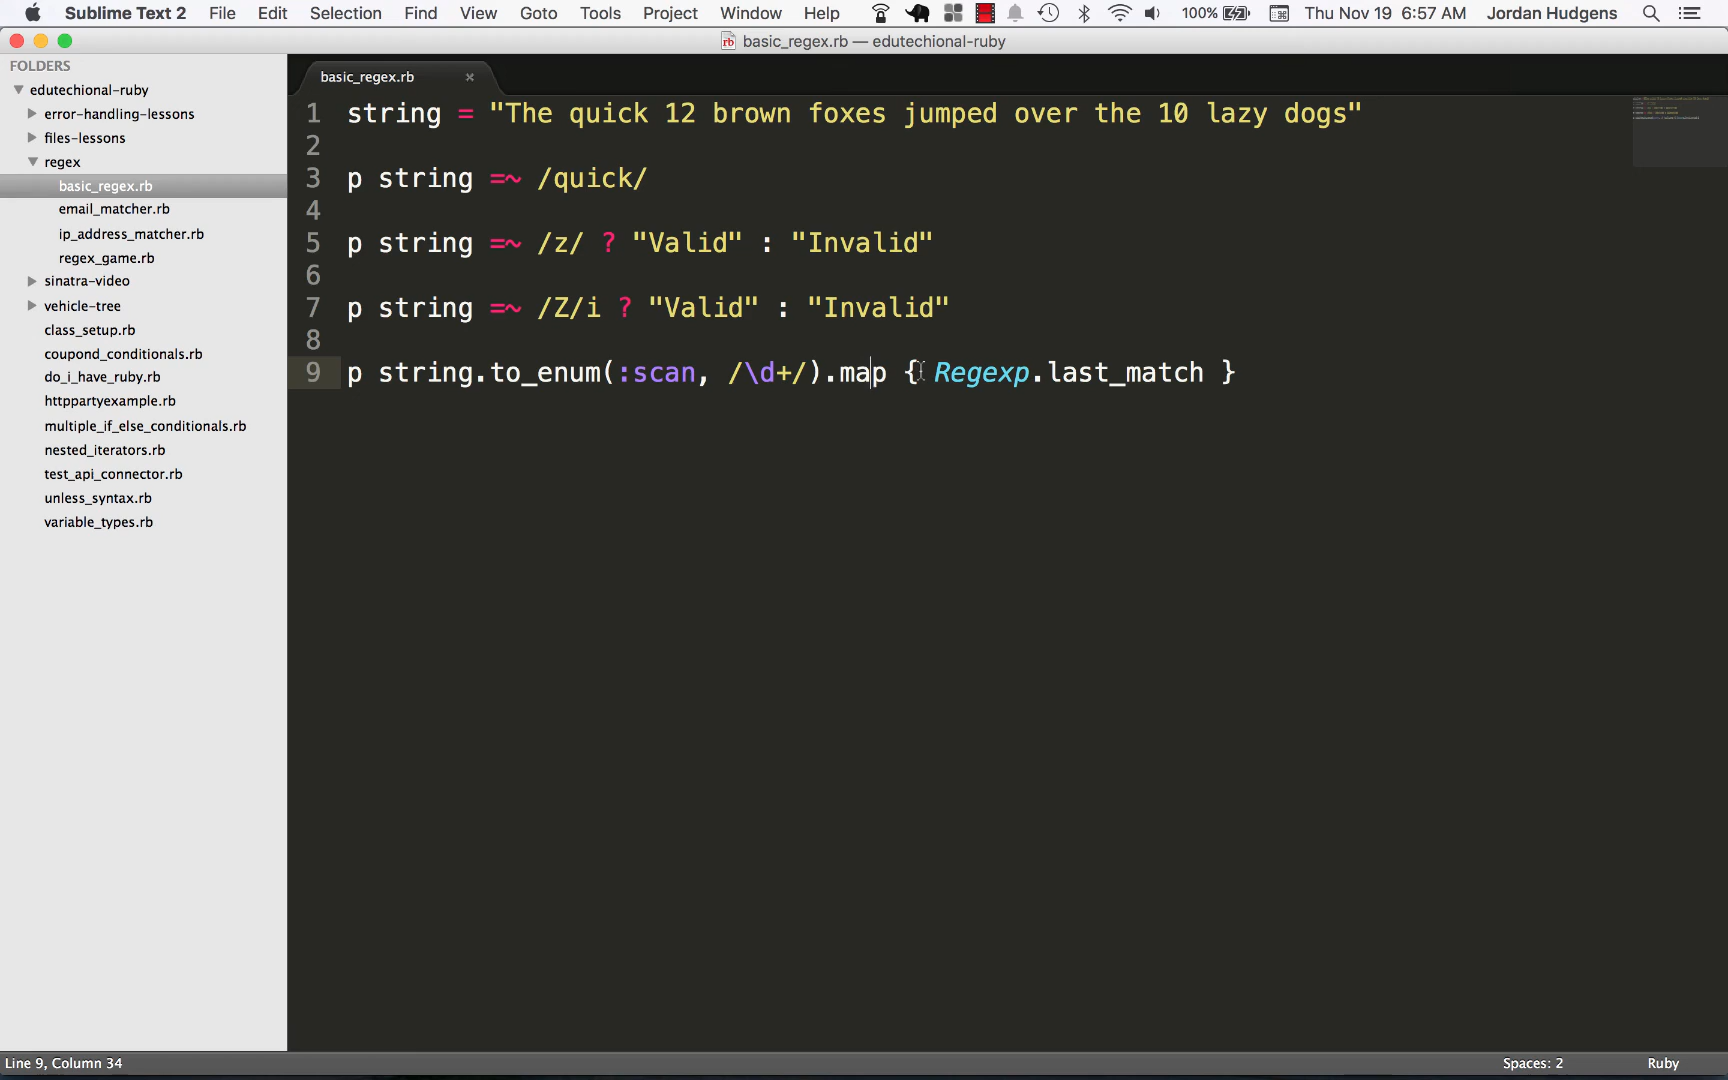 Sublime Text 2 File Edit Selection Find View Goto Tools Project Window Help 100% Thu Nov 19 6:57 AM Jordan Hudgens
basic_regex.rb — edutechional-ruby
FOLDERS
edutechional-ruby
error-handling-lessons
files-lessons
regex
basic_regex.rb
email_matcher.rb
ip_address_matcher.rb
regex_game.rb
sinatra-video
vehicle-tree
class_setup.rb
coupond_conditionals.rb
do_i_have_ruby.rb
httppartyexample.rb
multiple_if_else_conditionals.rb
nested_iterators.rb
test_api_connector.rb
unless_syntax.rb
variable_types.rb
basic_regex.rb ×
1 string = "The quick 12 brown foxes jumped over the 10 lazy dogs"
2
3 p string =~ /quick/
4
5 p string =~ /z/ ? "Valid" : "Invalid"
6
7 p string =~ /Z/i ? "Valid" : "Invalid"
8
9 p string.to_enum(:scan, /\d+/).map { Regexp.last_match }
Line 9, Column 34 Spaces: 2 Ruby